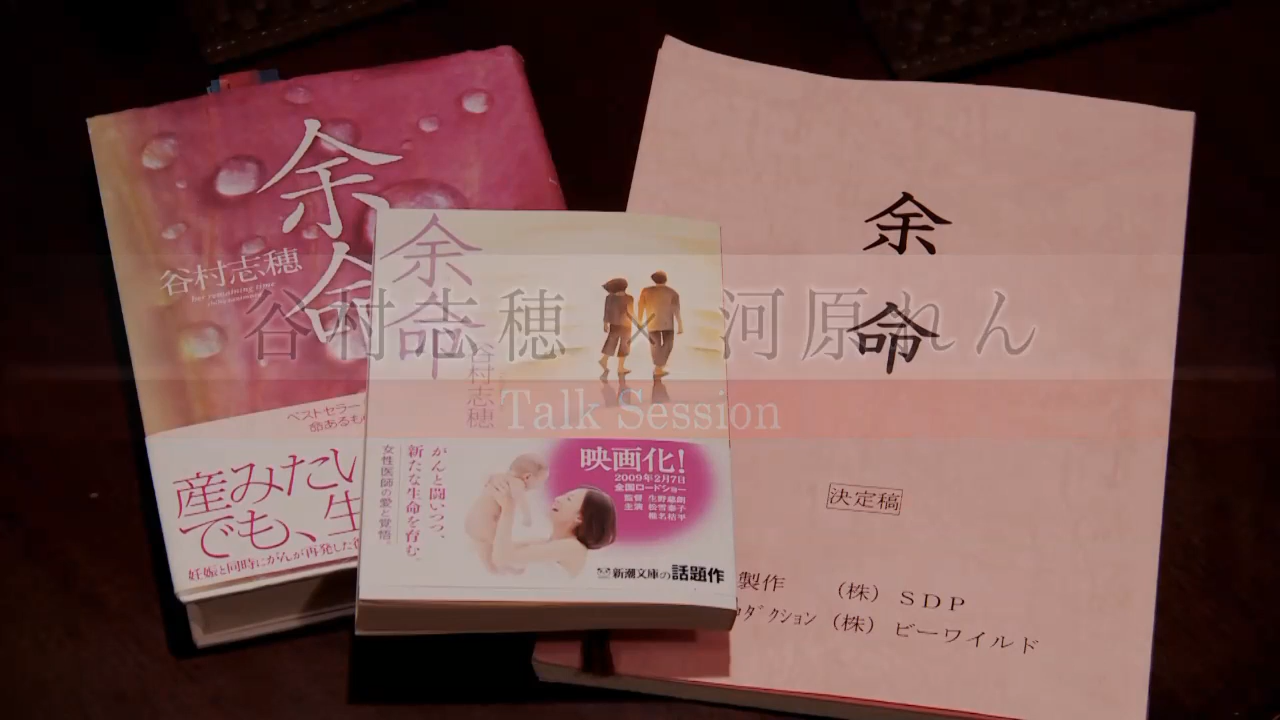 余命
谷村志穂
her remaining time
ベストセラー
産みたい
でも、生
妊娠と同時にがんが再発した
余命
谷村志穂
がんと闘いつつ、
新たな生命を育む。
女性医師の愛と覚悟。
映画化!
2009年2月7日
全国ロードショー
監督 生野慈朗
主演 松雪泰子
椎名桔平
新潮文庫の話題作
余命
決定稿
製作 (株) SDP
ロダクション (株) ビーワイルド
谷村志穂 × 河原れん
Talk Session